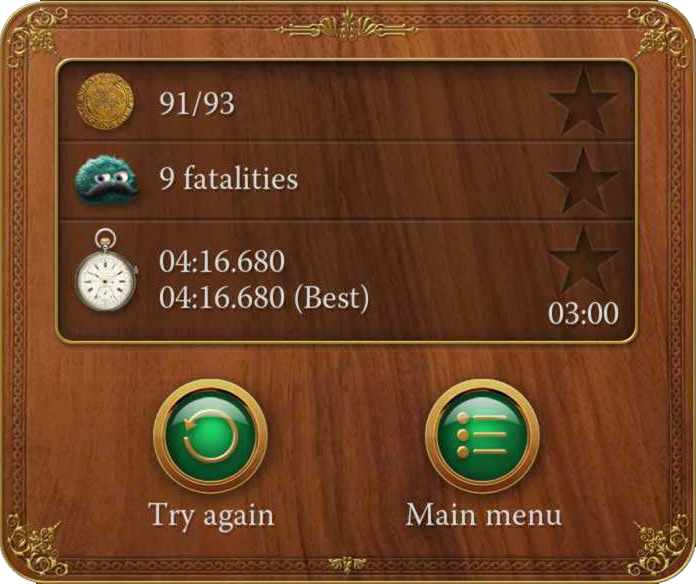 91/93
9 fatalities
04:16.680
04:16.680 (Best)
03:00
Try again
Main menu